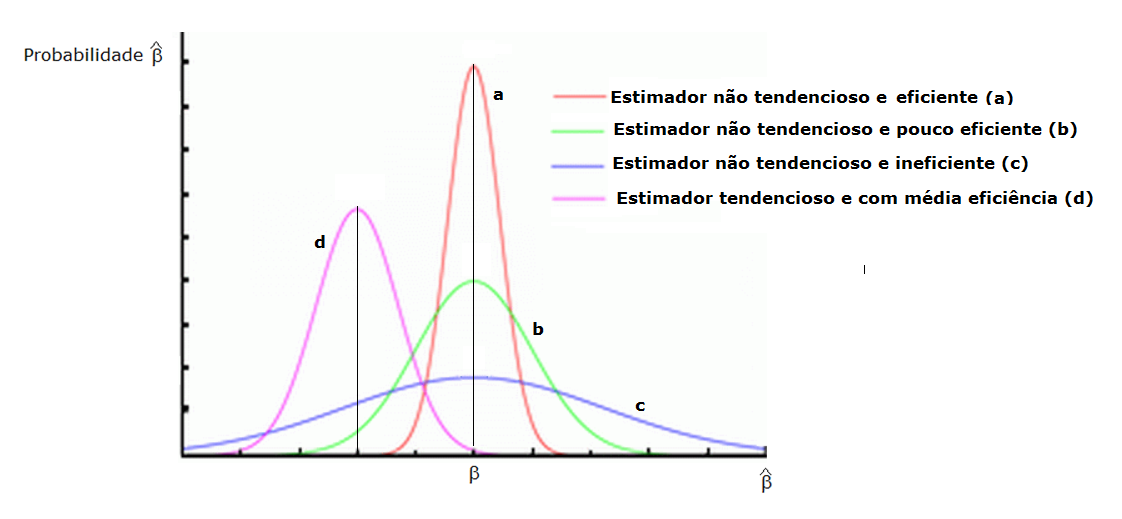 Probabilidade β̂
a
Estimador não tendencioso e eficiente (a)
Estimador não tendencioso e pouco eficiente (b)
Estimador não tendencioso e ineficiente (c)
Estimador tendencioso e com média eficiência (d)
d
b
c
β
β̂